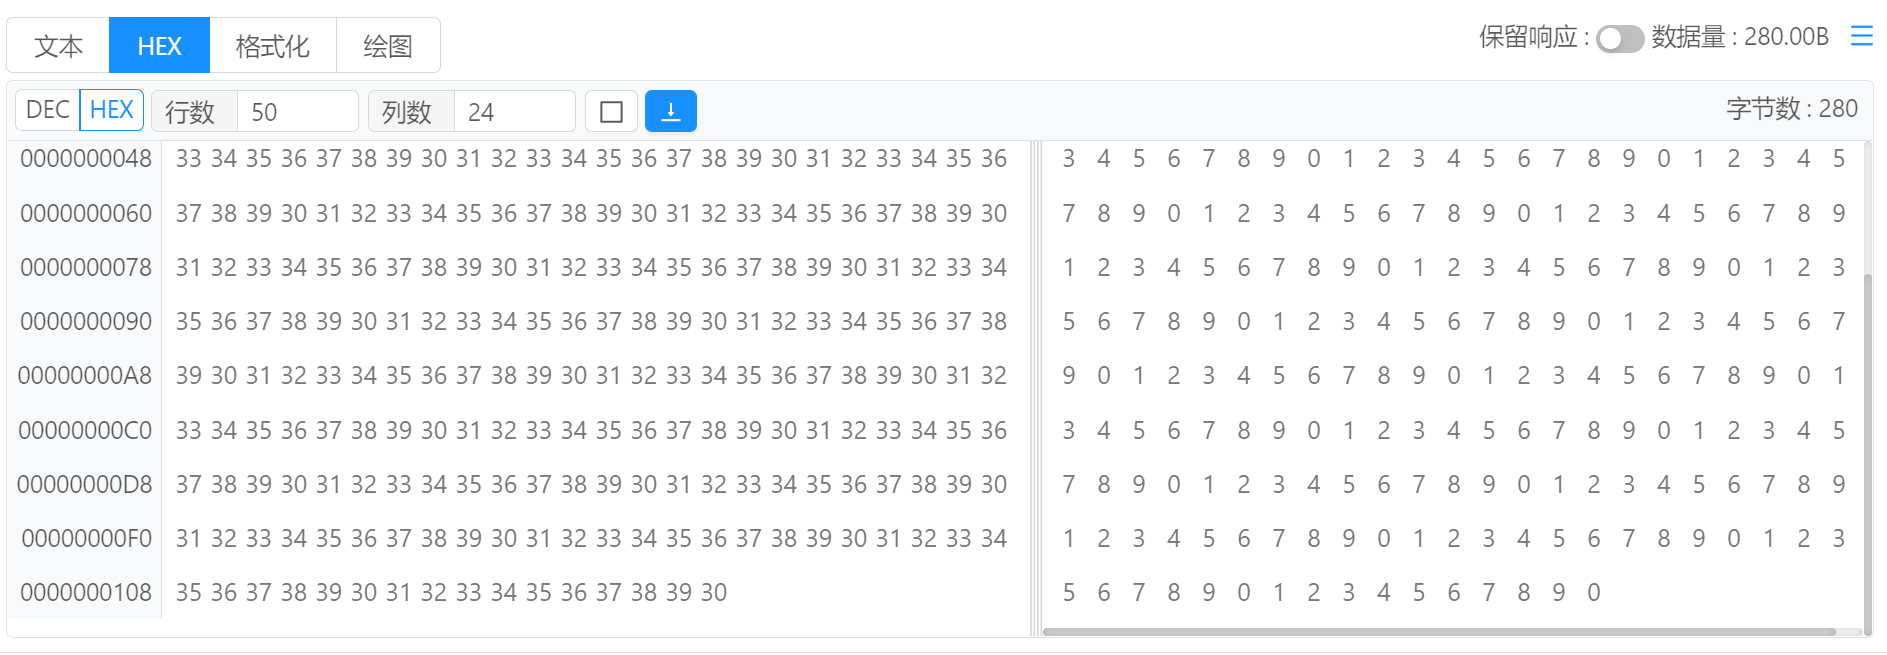 文本 HEX 格式化 绘图 保留响应 : 数据量 : 280.00B
DEC HEX 行数 50 列数 24 字节数 : 280
0000000048 33 34 35 36 37 38 39 30 31 32 33 34 35 36 37 38 39 30 31 32 33 34 35 36 3 4 5 6 7 8 9 0 1 2 3 4 5 6 7 8 9 0 1 2 3 4 5
0000000060 37 38 39 30 31 32 33 34 35 36 37 38 39 30 31 32 33 34 35 36 37 38 39 30 7 8 9 0 1 2 3 4 5 6 7 8 9 0 1 2 3 4 5 6 7 8 9
0000000078 31 32 33 34 35 36 37 38 39 30 31 32 33 34 35 36 37 38 39 30 31 32 33 34 1 2 3 4 5 6 7 8 9 0 1 2 3 4 5 6 7 8 9 0 1 2 3
0000000090 35 36 37 38 39 30 31 32 33 34 35 36 37 38 39 30 31 32 33 34 35 36 37 38 5 6 7 8 9 0 1 2 3 4 5 6 7 8 9 0 1 2 3 4 5 6 7
00000000A8 39 30 31 32 33 34 35 36 37 38 39 30 31 32 33 34 35 36 37 38 39 30 31 32 9 0 1 2 3 4 5 6 7 8 9 0 1 2 3 4 5 6 7 8 9 0 1
00000000C0 33 34 35 36 37 38 39 30 31 32 33 34 35 36 37 38 39 30 31 32 33 34 35 36 3 4 5 6 7 8 9 0 1 2 3 4 5 6 7 8 9 0 1 2 3 4 5
00000000D8 37 38 39 30 31 32 33 34 35 36 37 38 39 30 31 32 33 34 35 36 37 38 39 30 7 8 9 0 1 2 3 4 5 6 7 8 9 0 1 2 3 4 5 6 7 8 9
00000000F0 31 32 33 34 35 36 37 38 39 30 31 32 33 34 35 36 37 38 39 30 31 32 33 34 1 2 3 4 5 6 7 8 9 0 1 2 3 4 5 6 7 8 9 0 1 2 3
0000000108 35 36 37 38 39 30 31 32 33 34 35 36 37 38 39 30 5 6 7 8 9 0 1 2 3 4 5 6 7 8 9 0